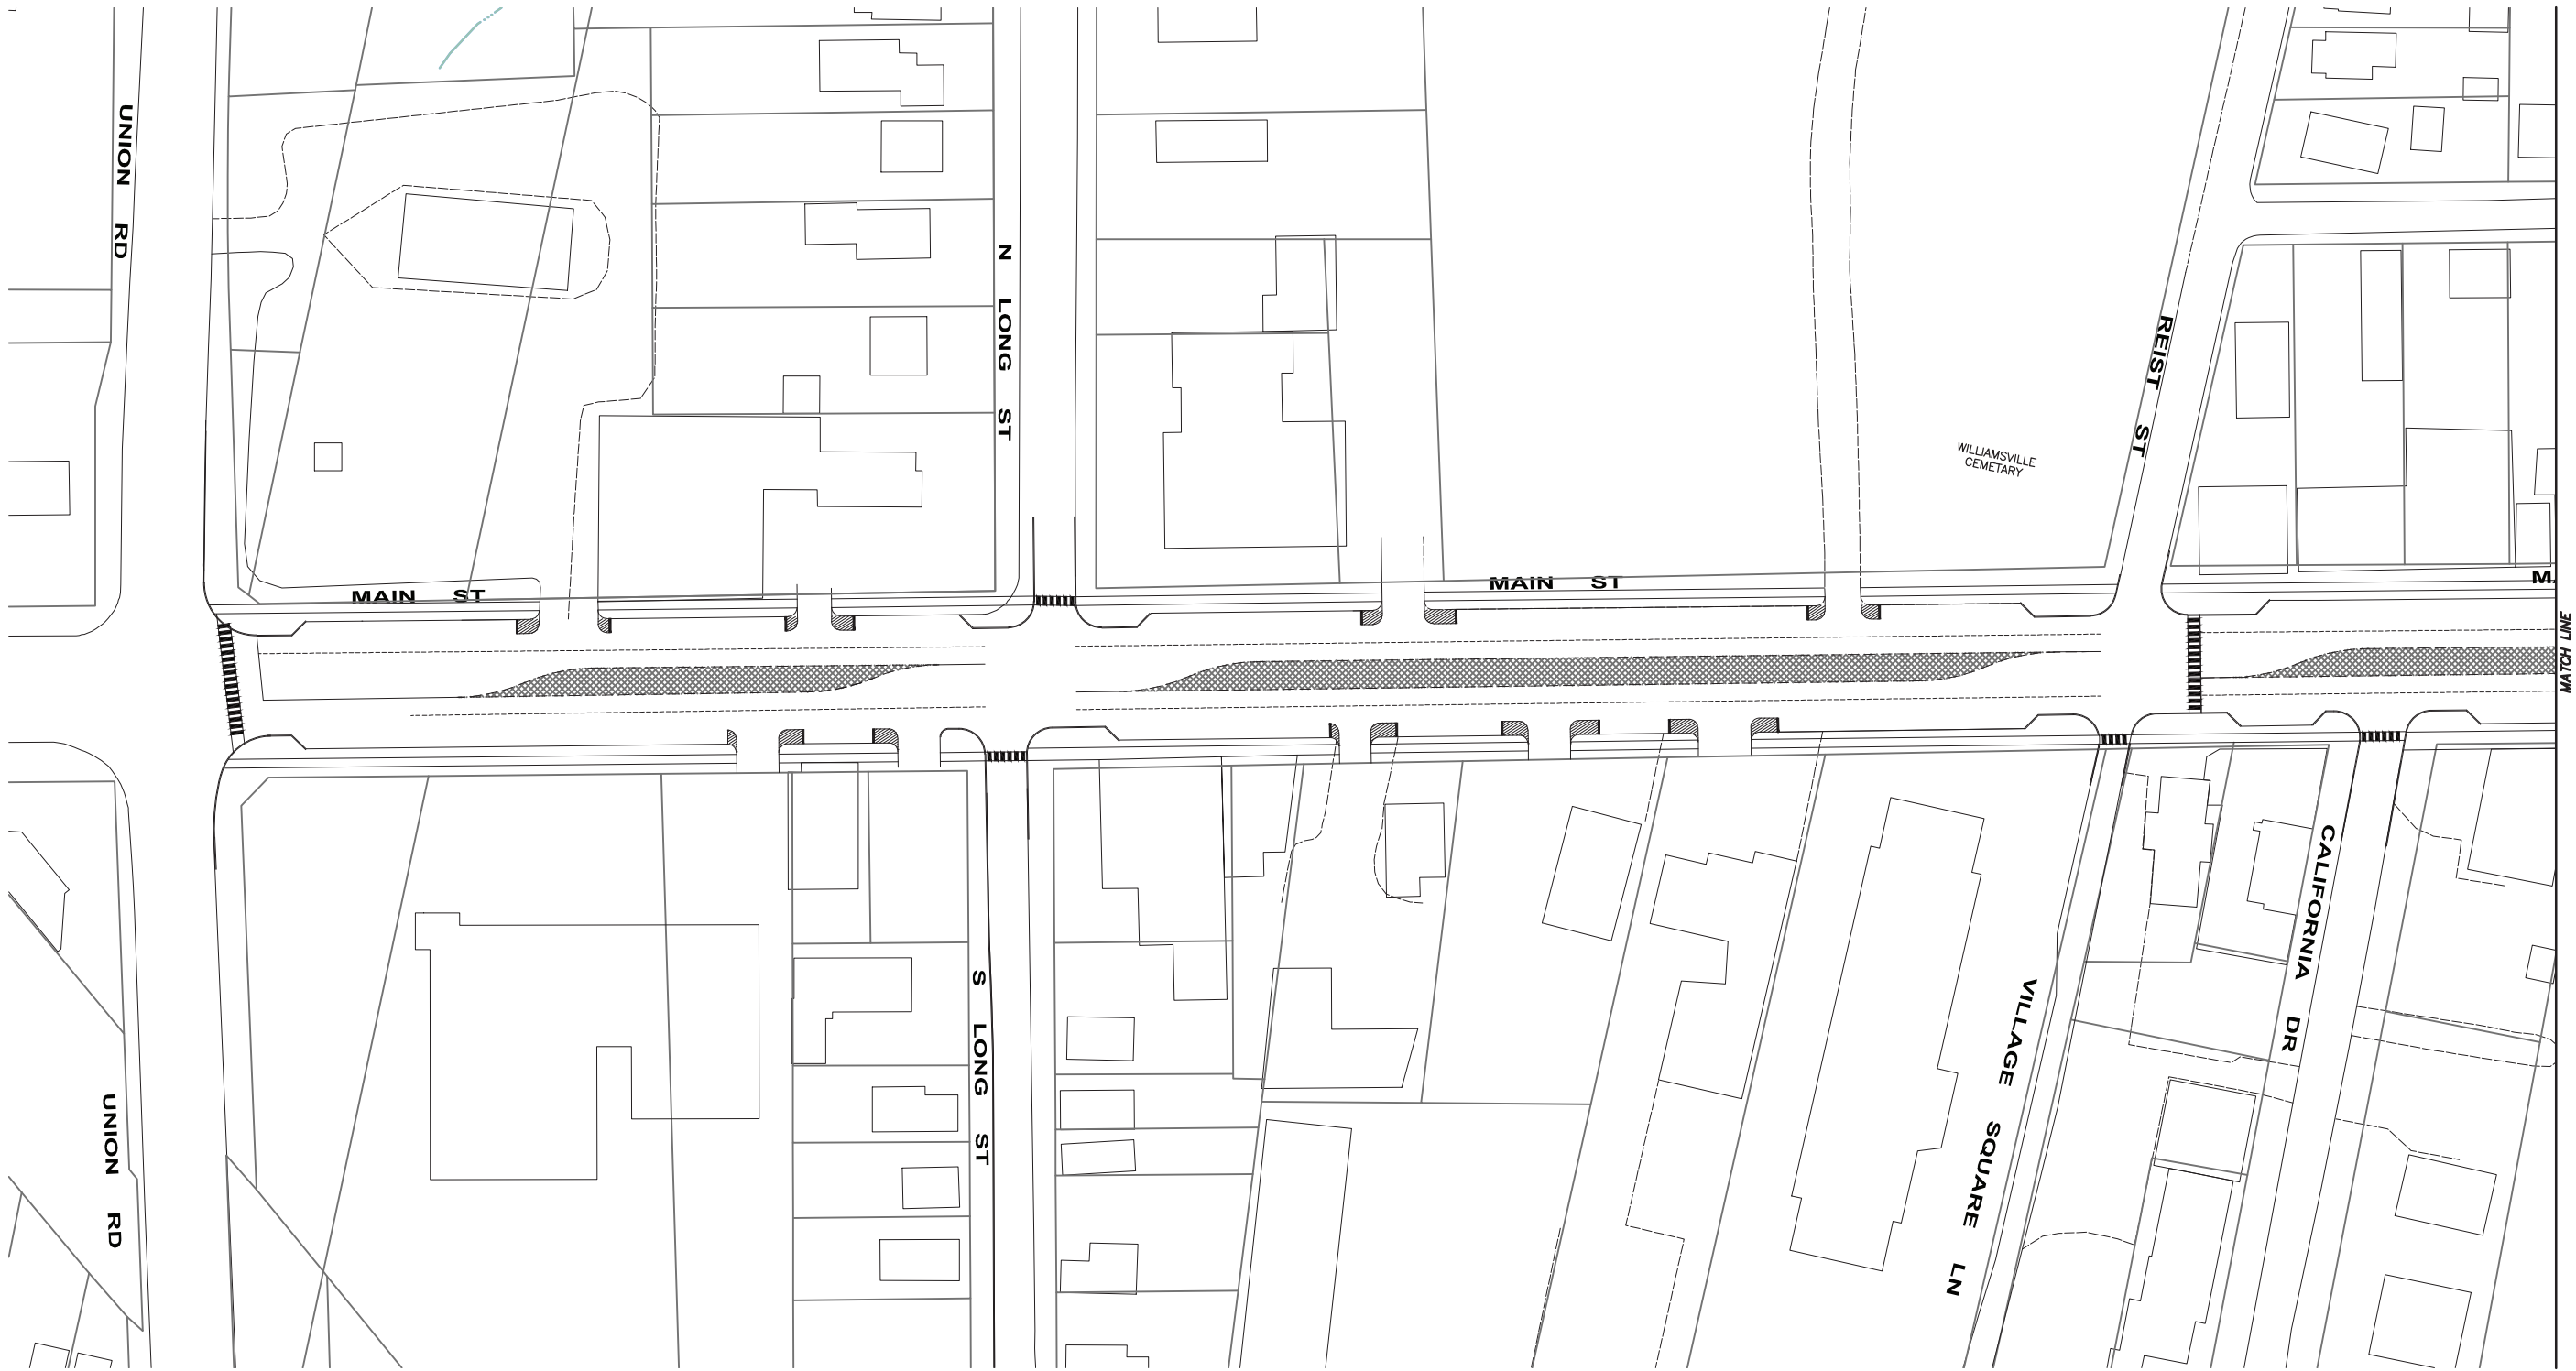 UNION RD
N LONG ST
REIST ST
WILLIAMSVILLE
CEMETARY
MAIN ST
MAIN ST
M.
MATCH LINE
CALIFORNIA DR
S LONG ST
VILLAGE SQUARE LN
UNION RD